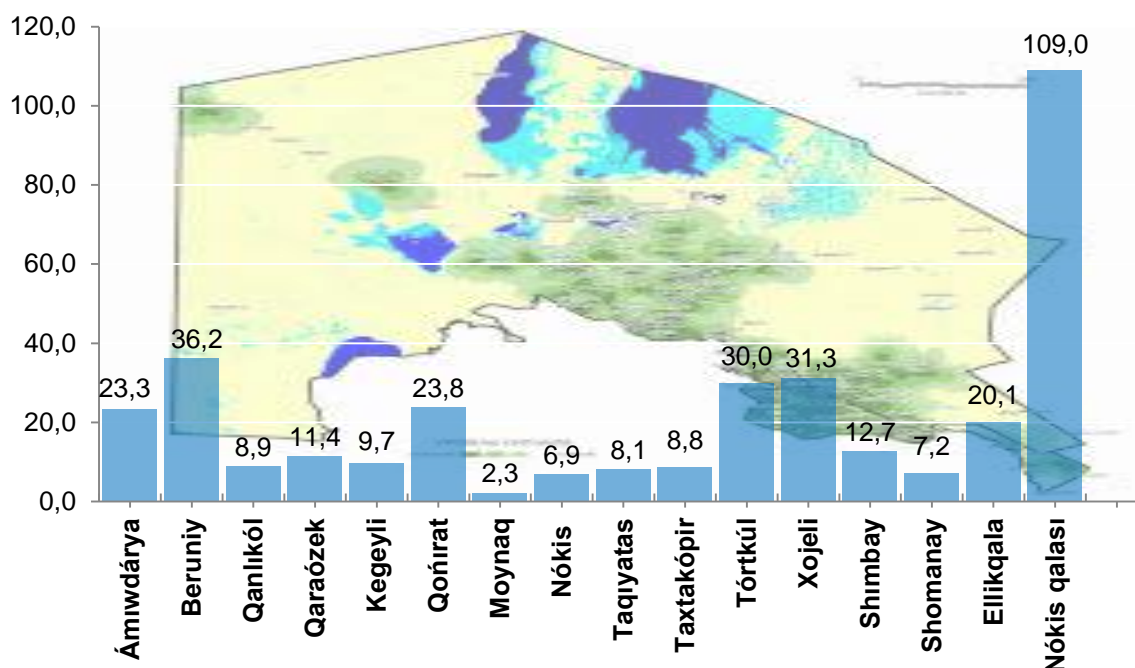 120,0
100,0
80,0
60,0
40,0
20,0
0,0
23,3
36,2
8,9
11,4
9,7
23,8
2,3
6,9
8,1
8,8
30,0
31,3
12,7
7,2
20,1
109,0
Ámıwdárya
Beruniy
Qanlıkól
Qaraózek
Kegeyli
Qońırat
Moynaq
Nókis
Taqıyatas
Taxtakópir
Tórtkúl
Xojeli
Shımbay
Shomanay
Ellikqala
Nókis qalası